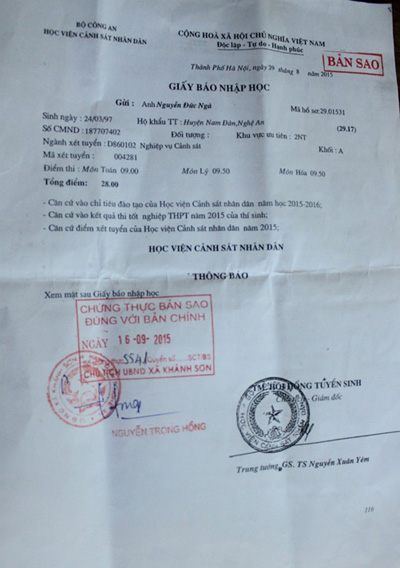 BỘ CÔNG AN
HỌC VIỆN CẢNH SÁT NHÂN DÂN
CỘNG HOÀ XÃ HỘI CHỦ NGHĨA VIỆT NAM
Độc lập - Tự do - Hạnh phúc
Thành Phố Hà Nội, ngày 29 tháng 8 năm 2015
BẢN SAO
GIẤY BÁO NHẬP HỌC
Gửi : Anh Nguyễn Đức Ngũ
Mã hồ sơ:29.01531
Sinh ngày : 24/03/97
Hộ khẩu TT : Huyện Nam Đàn,Nghệ An
(29.17)
Số CMND : 187707402
Đối tượng :
Khu vực ưu tiên : 2NT
Ngành xét tuyển : D860102 Nghiệp vụ Cảnh sát
Khối : A
Mã xét tuyển : 004281
Điểm thi : Môn Toán 09.00
Môn Lý 09.50
Môn Hóa 09.50
Tổng điểm: 28.00
- Căn cứ vào chỉ tiêu đào tạo của Học viện Cảnh sát nhân dân năm học 2015-2016;
- Căn cứ vào kết quả thi tốt nghiệp THPT năm 2015 của thí sinh;
- Căn cứ điểm xét tuyển của Học viện Cảnh sát nhân dân năm 2015;
HỌC VIỆN CẢNH SÁT NHÂN DÂN
THÔNG BÁO
Xem mặt sau Giấy báo nhập học
CHỨNG THỰC BẢN SAO
ĐÚNG VỚI BẢN CHÍNH
NGÀY 16-09-2015
554 Quyển số SCT/BS
CHỦ TỊCH UBND XÃ KHÁNH SƠN
NGUYỄN TRỌNG HỒNG
TM. HỘI ĐỒNG TUYỂN SINH
Giám đốc
Trung tướng, GS. TS Nguyễn Xuân Yêm